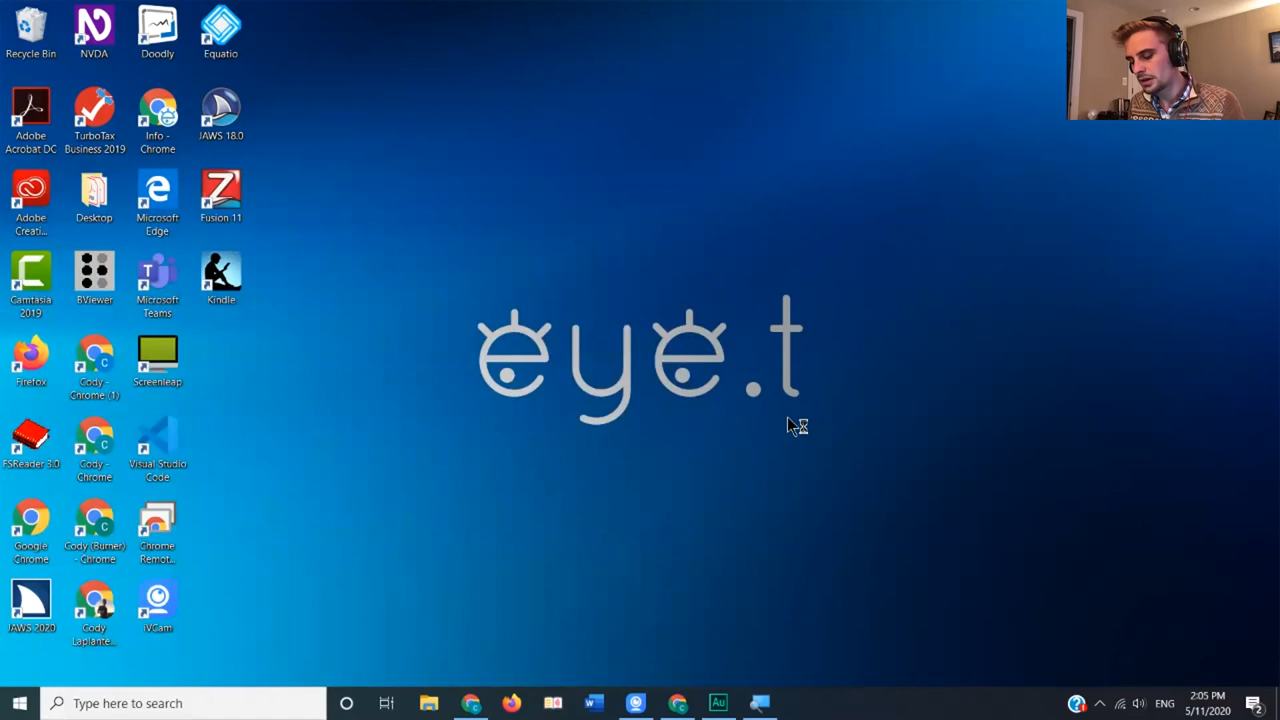 Recycle Bin
NVDA
Doodly
Equatio
Adobe
Acrobat DC
TurboTax
Business 2019
Info -
Chrome
JAWS 18.0
Adobe
Creati...
Desktop
Microsoft
Edge
Fusion 11
Camtasia
2019
BViewer
Microsoft
Teams
Kindle
Firefox
Cody -
Chrome (1)
Screenleap
FSReader 3.0
Cody -
Chrome
Visual Studio
Code
Google
Chrome
Cody (Burner)
- Chrome
Chrome
Remot...
JAWS 2020
Cody
Laplante...
iVCam
eye.t
Type here to search
W
Au
ENG
2:05 PM
5/11/2020
2